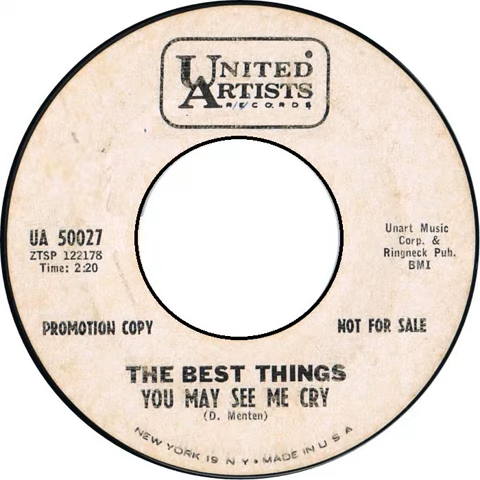 UNITED
ARTISTS
RECORDS
UA 50027
ZTSP 122178
Time: 2:20
Unart Music
Corp. &
Ringneck Pub.
BMI
PROMOTION COPY
NOT FOR SALE
THE BEST THINGS
YOU MAY SEE ME CRY
(D. Menten)
NEW YORK 19 N Y • MADE IN U S A